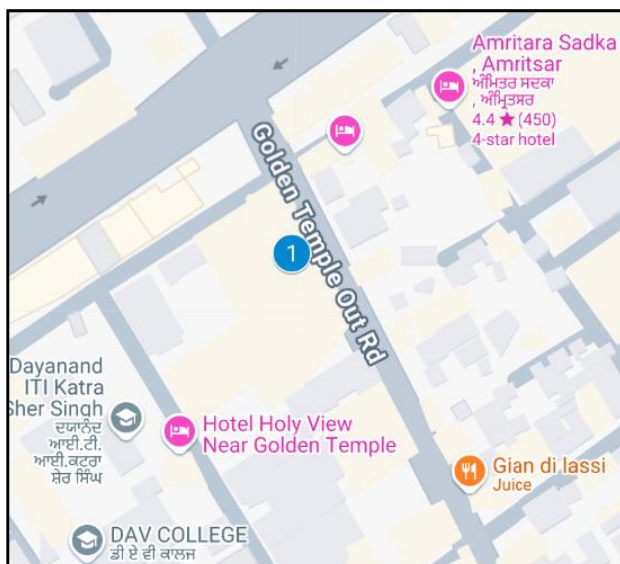 Amritara Sadka
, Amritsar
ਅੰਮਿਤਰ ਸਦਕਾ
, ਅੰਮ੍ਰਿਤਸਰ
4.4 ★ (450)
4-star hotel
Golden Temple Out Rd
1
Dayanand
ITI Katra
Sher Singh
ਦਯਾਨੰਦ
ਆਈ.ਟੀ.
ਆਈ.ਕਟਰਾ
ਸ਼ੇਰ ਸਿੰਘ
Hotel Holy View
Near Golden Temple
Gian di lassi
Juice
DAV COLLEGE
ਡੀ ਏ ਵੀ ਕਾਲਜ